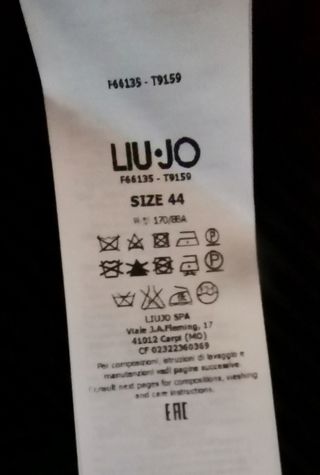 F66135 - T9159
LIU·JO
F66135 - T9159
SIZE 44
170/88A
P
P
LIUJO SPA
Viale J.A.Fleming, 17
41012 Carpi (MO)
CF 02322360369
Per composizioni, istruzioni di lavaggio e
manutenzioni vedi pagine successive.
Consult next pages for compositions, washing
and care instructions.
EAC